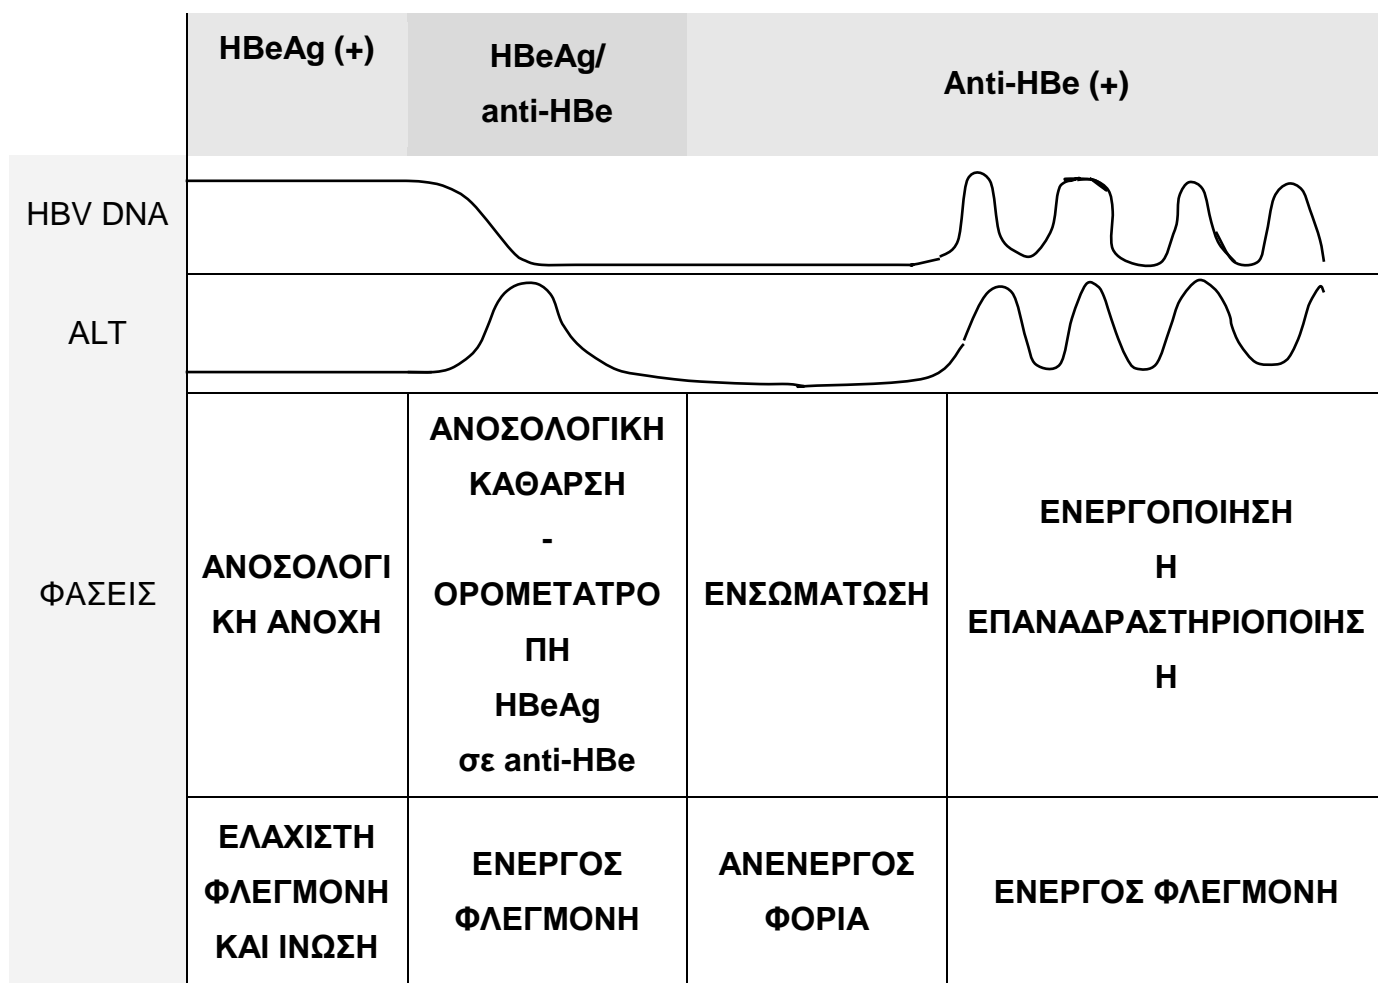 HBeAg (+)
HBeAg/
anti-HBe
Anti-HBe (+)
HBV DNA
ALT
ΦΑΣΕΙΣ
ΑΝΟΣΟΛΟΓΙ
ΚΗ ΑΝΟΧΗ
ΑΝΟΣΟΛΟΓΙΚΗ
ΚΑΘΑΡΣΗ
-
ΟΡΟΜΕΤΑΤΡΟ
ΠΗ
HBeAg
σε anti-HBe
ΕΝΣΩΜΑΤΩΣΗ
ΕΝΕΡΓΟΠΟΙΗΣΗ
Η
ΕΠΑΝΑΔΡΑΣΤΗΡΙΟΠΟΙΗΣ
Η
ΕΛΑΧΙΣΤΗ
ΦΛΕΓΜΟΝΗ
ΚΑΙ ΙΝΩΣΗ
ΕΝΕΡΓΟΣ
ΦΛΕΓΜΟΝΗ
ΑΝΕΝΕΡΓΟΣ
ΦΟΡΙΑ
ΕΝΕΡΓΟΣ ΦΛΕΓΜΟΝΗ